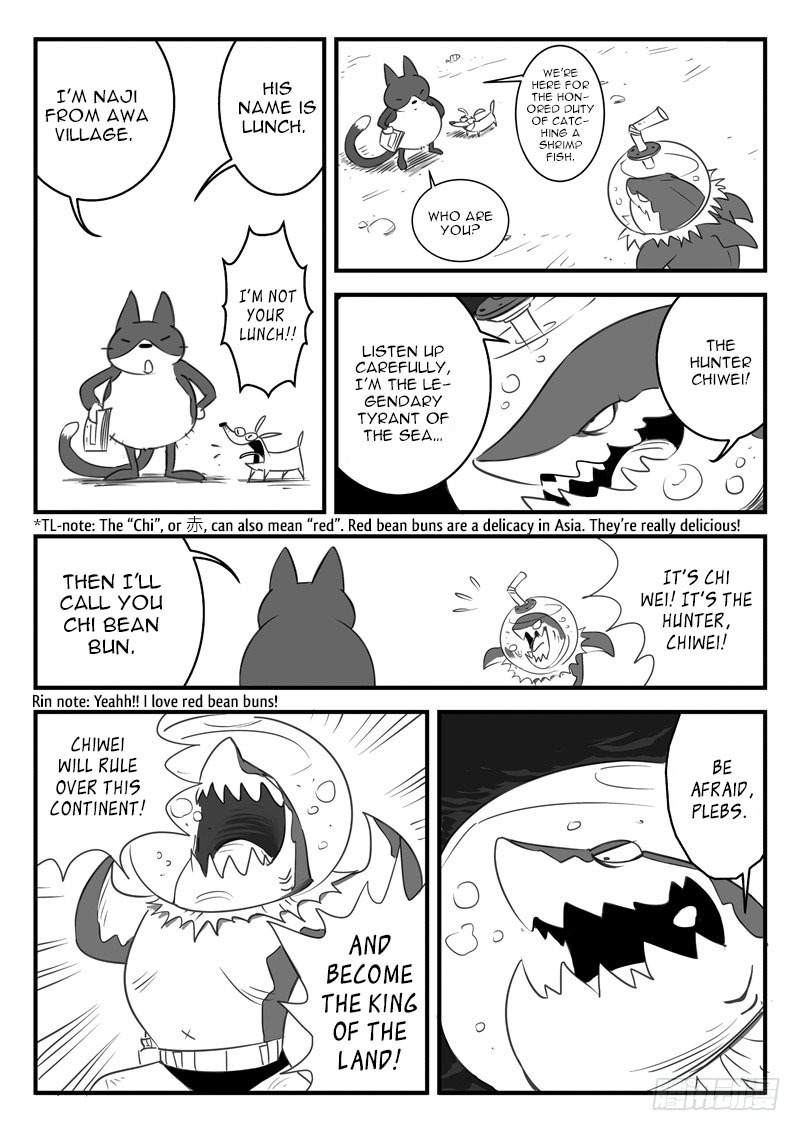 I'M NAJI
FROM AWA
VILLAGE.
HIS
NAME IS
LUNCH.
I'M NOT
YOUR
LUNCH!!
WE'RE
HERE FOR
THE HON-
ORED DUTY
OF CATC-
HING A
SHRIMP
FISH.
WHO ARE
YOU?
LISTEN UP
CAREFULLY,
I'M THE LE-
GENDARY
TYRANT OF
THE SEA...
THE
HUNTER
CHIWEI!
*TL-note: The “Chi”, or 赤, can also mean “red”. Red bean buns are a delicacy in Asia. They're really delicious!
THEN I'LL
CALL YOU
CHI BEAN
BUN.
IT'S CHI
WEI! IT'S THE
HUNTER,
CHIWEI!
Rin note: Yeahh!! I love red bean buns!
CHIWEI
WILL RULE
OVER THIS
CONTINENT!
AND
BECOME
THE KING
OF THE
LAND!
BE
AFRAID,
PLEBS.